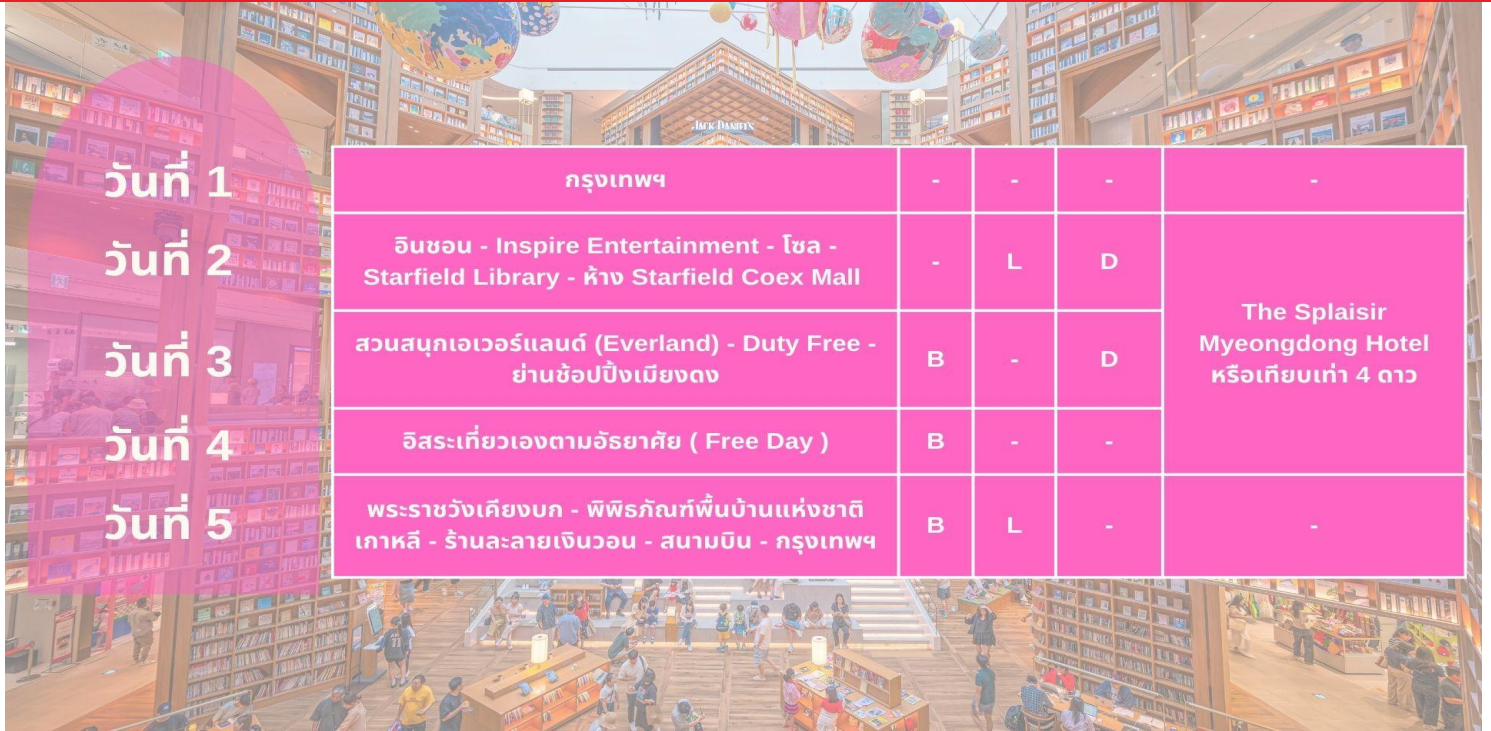 JACK DANIEL'S
วันที่ 1
กรุงเทพฯ
-
-
-
-
วันที่ 2
อินชอน - Inspire Entertainment - โซล -
Starfield Library - ห้าง Starfield Coex Mall
-
L
D
The Splaisir
Myeongdong Hotel
หรือเทียบเท่า 4 ดาว
วันที่ 3
สวนสนุกเอเวอร์แลนด์ (Everland) - Duty Free -
ย่านช้อปปิ้งเมียงดง
B
-
D
วันที่ 4
อิสระเที่ยวเองตามอัธยาศัย ( Free Day )
B
-
-
วันที่ 5
พระราชวังเคียงบก - พิพิธภัณฑ์พื้นบ้านแห่งชาติ
เกาหลี - ร้านละลายเงินวอน - สนามบิน - กรุงเทพฯ
B
L
-
-